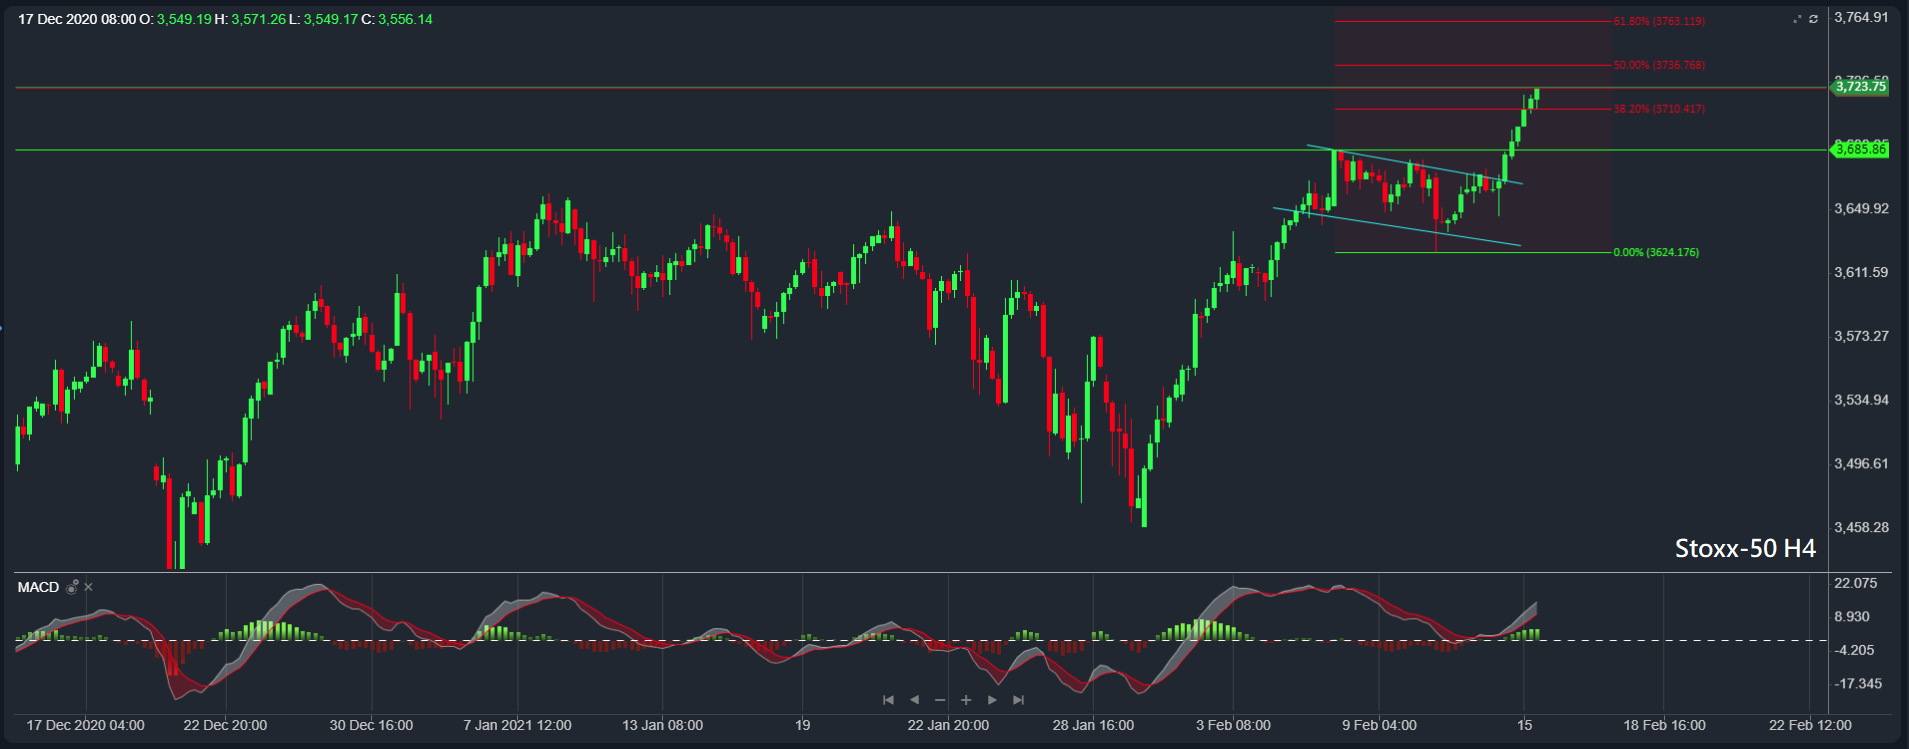 17 Dec 2020 08:00 O: 3,549.19 H: 3,571.26 L: 3,549.17 C: 3,556.14
61.80% (3763.119)
3,764.91
50.00% (3736.768)
3,723.75
38.20% (3710.417)
3,685.86
3,649.92
0.00% (3624.176)
3,611.59
3,573.27
3,534.94
3,496.61
3,458.28
Stoxx-50 H4
MACD
22.075
8.930
-4.205
-17.345
17 Dec 2020 04:00
22 Dec 20:00
30 Dec 16:00
7 Jan 2021 12:00
13 Jan 08:00
19
22 Jan 20:00
28 Jan 16:00
3 Feb 08:00
9 Feb 04:00
15
18 Feb 16:00
22 Feb 12:00